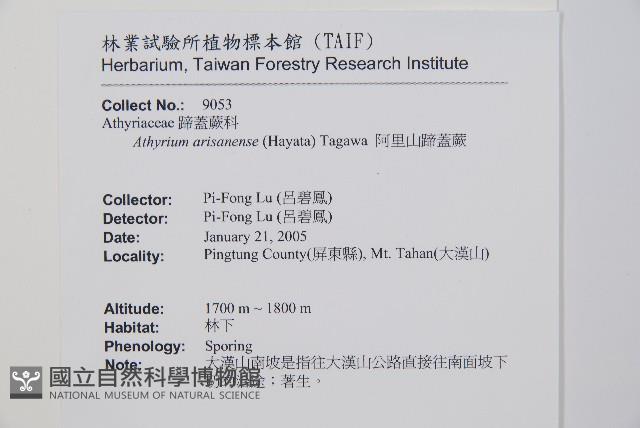 林業試驗所植物標本館 (TAIF)
Herbarium, Taiwan Forestry Research Institute
Collect No.: 9053
Athyriaceae 蹄蓋蕨科
Athyrium arisanense (Hayata) Tagawa 阿里山蹄蓋蕨
Collector: Pi-Fong Lu (呂碧鳳)
Detector: Pi-Fong Lu (呂碧鳳)
Date: January 21, 2005
Locality: Pingtung County(屏東縣), Mt. Tahan(大漢山)
Altitude: 1700 m ~ 1800 m
Habitat: 林下
Phenology: Sporing
Note: 大漢山南坡是指往大漢山公路直接往南面坡下
途：著生。
國立自然科學博物館
NATIONAL MUSEUM OF NATURAL SCIENCE